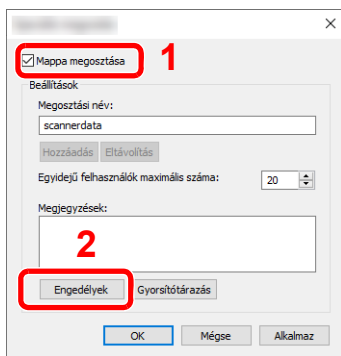 Mappa megosztása
1
Beállítások
Megosztási név:
scannerdata
Hozzáadás Eltávolítás
Egyidejű felhasználók maximális száma: 20
Megjegyzések:
2
Engedélyek Gyorsítótárazás
OK Mégse Alkalmaz